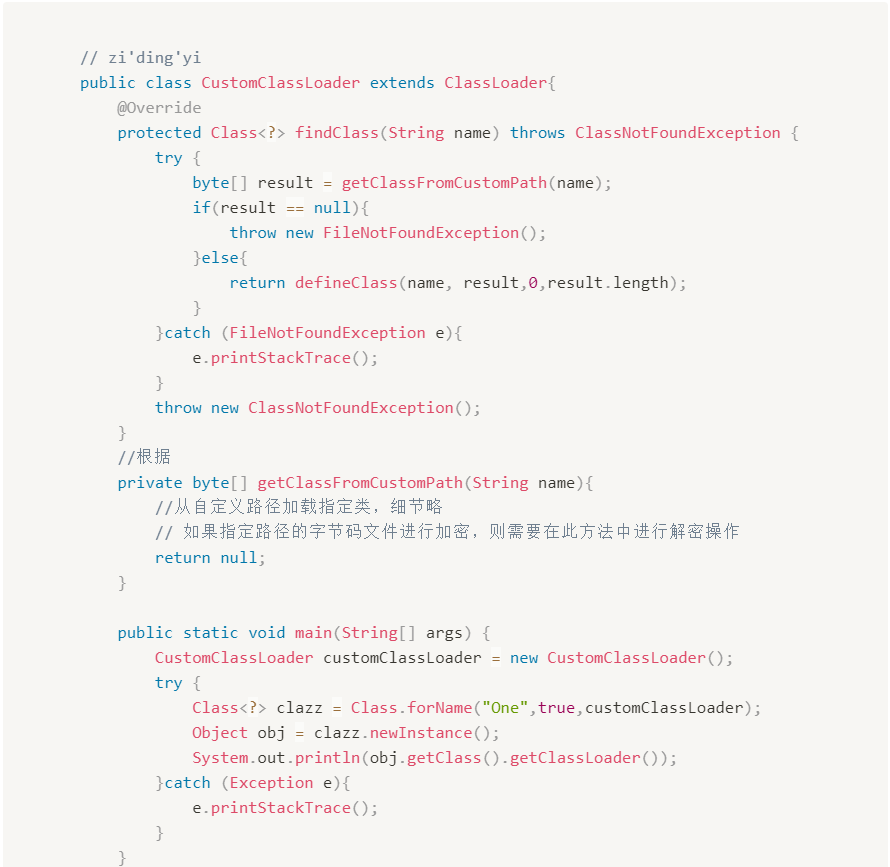 // zi'ding'yi
public class CustomClassLoader extends ClassLoader{
    @Override
    protected Class<?> findClass(String name) throws ClassNotFoundException {
        try {
            byte[] result = getClassFromCustomPath(name);
            if(result == null){
                throw new FileNotFoundException();
            }else{
                return defineClass(name, result,0,result.length);
            }
        }catch (FileNotFoundException e){
            e.printStackTrace();
        }
        throw new ClassNotFoundException();
    }
    //根据
    private byte[] getClassFromCustomPath(String name){
        //从自定义路径加载指定类，细节略
        // 如果指定路径的字节码文件进行加密，则需要在此方法中进行解密操作
        return null;
    }
    public static void main(String[] args) {
        CustomClassLoader customClassLoader = new CustomClassLoader();
        try {
            Class<?> clazz = Class.forName("One",true,customClassLoader);
            Object obj = clazz.newInstance();
            System.out.println(obj.getClass().getClassLoader());
        }catch (Exception e){
            e.printStackTrace();
        }
    }